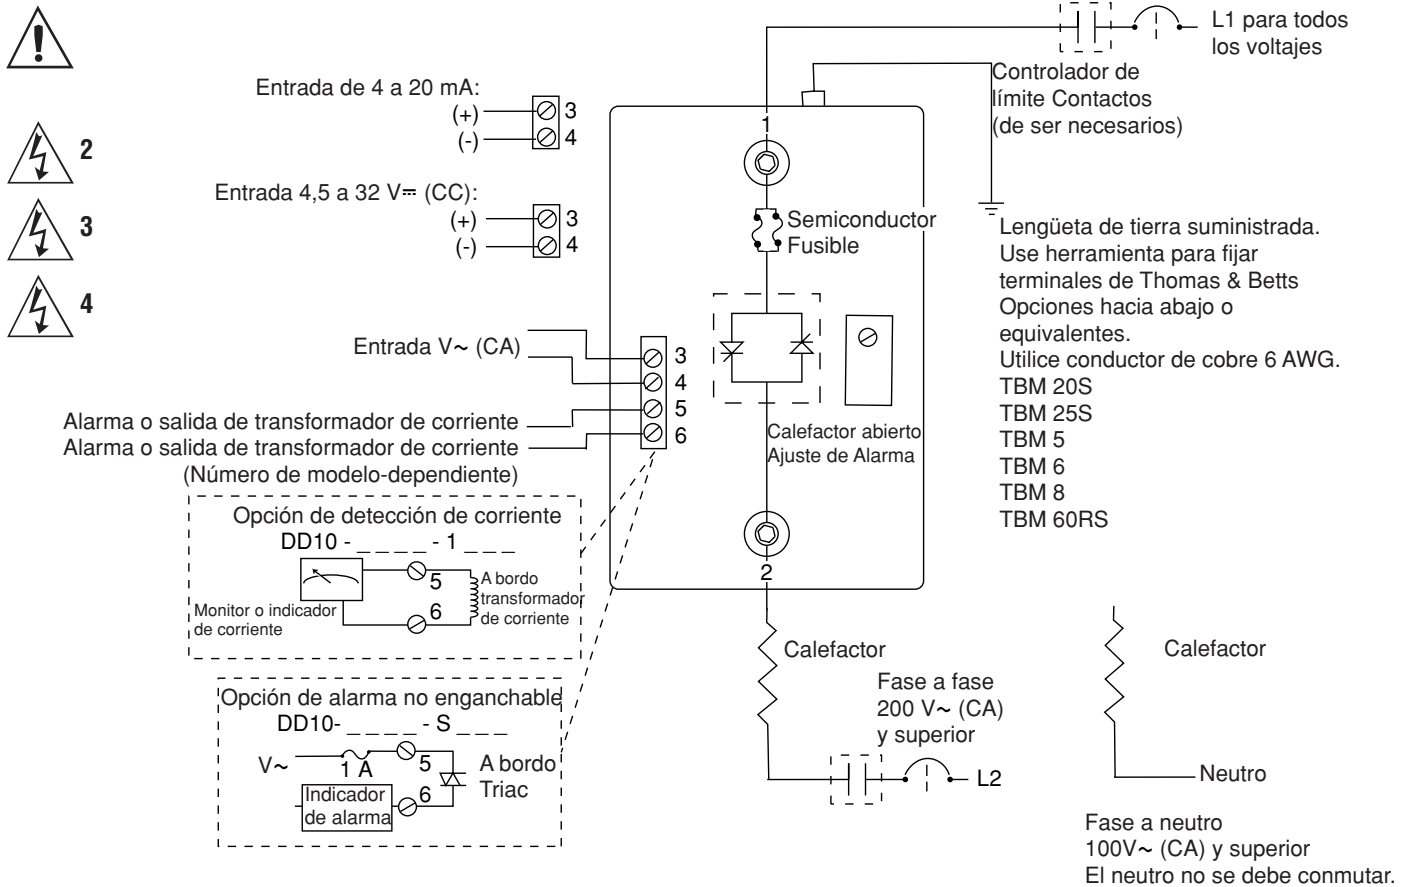 L1 para todos
los voltajes
Controlador de
límite Contactos
(de ser necesarios)
Entrada de 4 a 20 mA:
(+)
3
(-)
4
2
3
4
Entrada 4,5 a 32 V⎓ (CC):
(+)
3
(-)
4
1
Semiconductor
Fusible
Lengüeta de tierra suministrada.
Use herramienta para fijar
terminales de Thomas & Betts
Opciones hacia abajo o
equivalentes.
Utilice conductor de cobre 6 AWG.
TBM 20S
TBM 25S
TBM 5
TBM 6
TBM 8
TBM 60RS
Entrada V~ (CA)
3
4
5
6
Alarma o salida de transformador de corriente
Alarma o salida de transformador de corriente
(Número de modelo-dependiente)
Calefactor abierto
Ajuste de Alarma
2
Opción de detección de corriente
DD10 - _ _ _ _ - 1 _ _ _
5
6
A bordo
transformador
de corriente
Monitor o indicador
de corriente
Opción de alarma no enganchable
DD10- _ _ _ _ - S _ _ _
V~
1 A
5
6
A bordo
Triac
Indicador
de alarma
Calefactor
Fase a fase
200 V~ (CA)
y superior
L2
Calefactor
Neutro
Fase a neutro
100V~ (CA) y superior
El neutro no se debe conmutar.